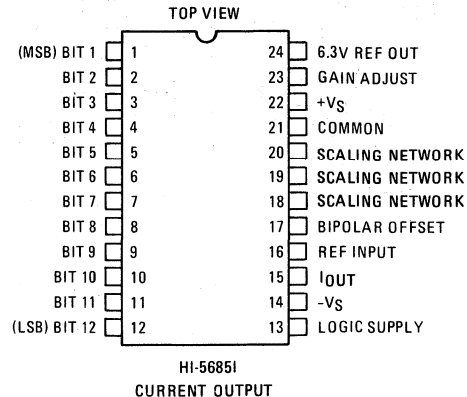 TOP VIEW
(MSB) BIT 1 1 24 6.3V REF OUT
BIT 2 2 23 GAIN ADJUST
BIT 3 3 22 +VS
BIT 4 4 21 COMMON
BIT 5 5 20 SCALING NETWORK
BIT 6 6 19 SCALING NETWORK
BIT 7 7 18 SCALING NETWORK
BIT 8 8 17 BIPOLAR OFFSET
BIT 9 9 16 REF INPUT
BIT 10 10 15 IOUT
BIT 11 11 14 -VS
(LSB) BIT 12 12 13 LOGIC SUPPLY
HI-5685I
CURRENT OUTPUT